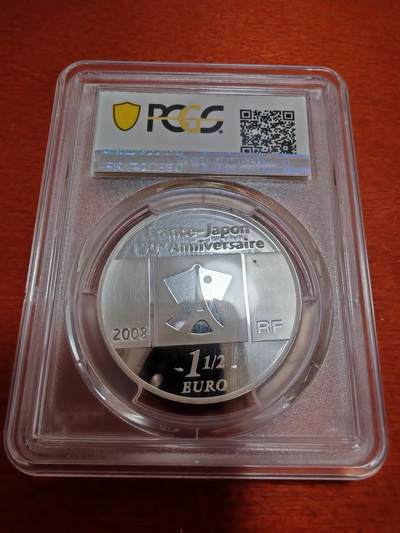 PCGS
France-Japon
150e Anniversaire
2008
RF
1 1/2
EURO